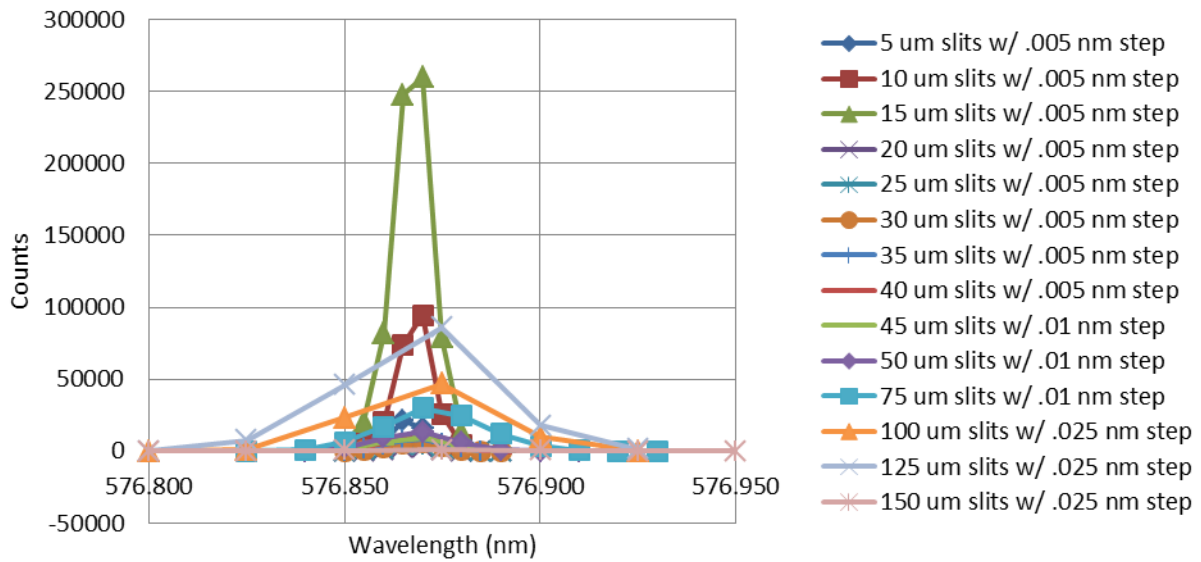 300000
250000
200000
150000
100000
50000
0
-50000
Counts
576.800
576.850
576.900
576.950
Wavelength (nm)
5 um slits w/ .005 nm step
10 um slits w/ .005 nm step
15 um slits w/ .005 nm step
20 um slits w/ .005 nm step
25 um slits w/ .005 nm step
30 um slits w/ .005 nm step
35 um slits w/ .005 nm step
40 um slits w/ .005 nm step
45 um slits w/ .01 nm step
50 um slits w/ .01 nm step
75 um slits w/ .01 nm step
100 um slits w/ .025 nm step
125 um slits w/ .025 nm step
150 um slits w/ .025 nm step